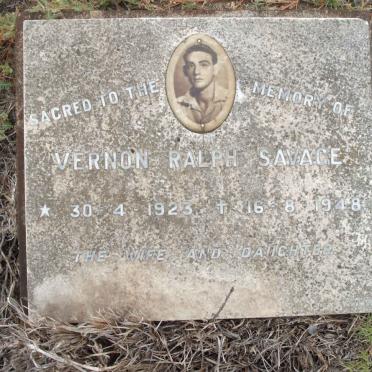 SACRED TO THE MEMORY OF
VERNON RALPH SAVAGE
★ 30-4 1923 † 16-8 1948
THE WIFE AND DAUGHTER